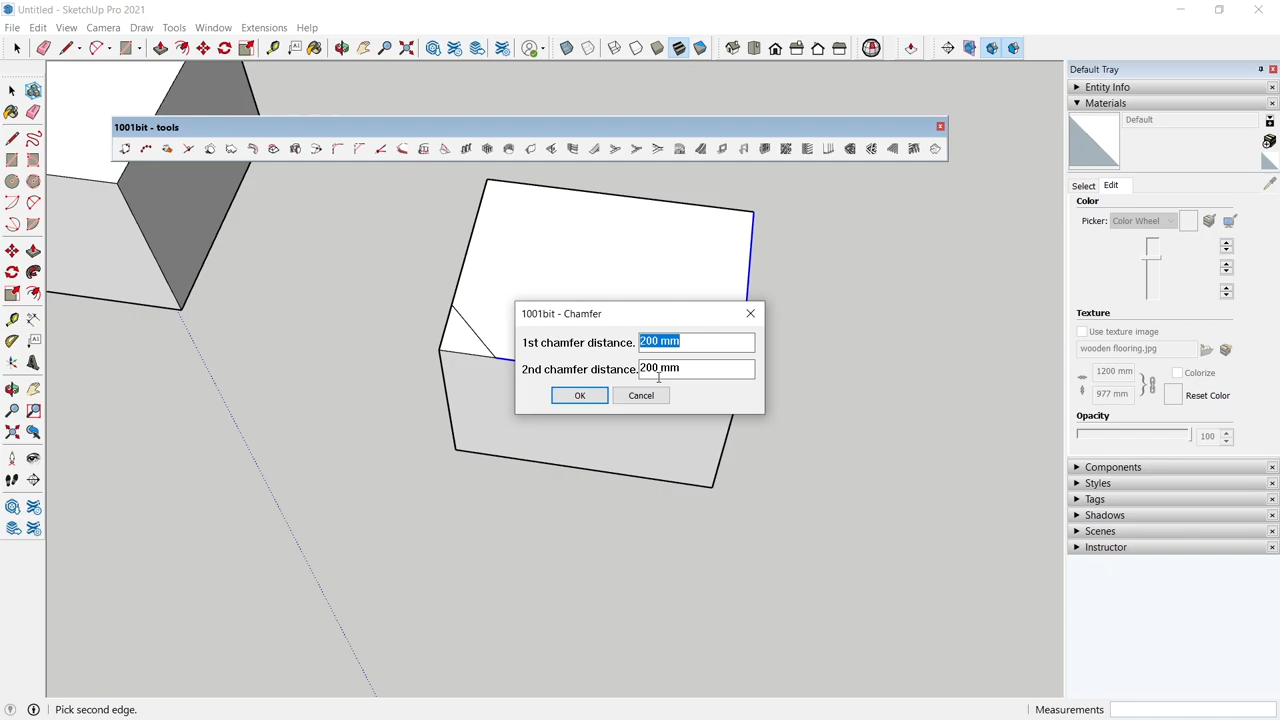 Untitled - SketchUp Pro 2021
File Edit View Camera Draw Tools Window Extensions Help
Default Tray
Entity Info
Materials
Default
1001bit - tools
Select Edit
Color
Picker: Color Wheel
Texture
Use texture image
wooden flooring.jpg
1200 mm Colorize
977 mm Reset Color
Opacity
100
Components
Styles
Tags
Shadows
Scenes
Instructor
1001bit - Chamfer
1st chamfer distance. 200 mm
2nd chamfer distance. 200 mm
OK Cancel
Pick second edge.
Measurements